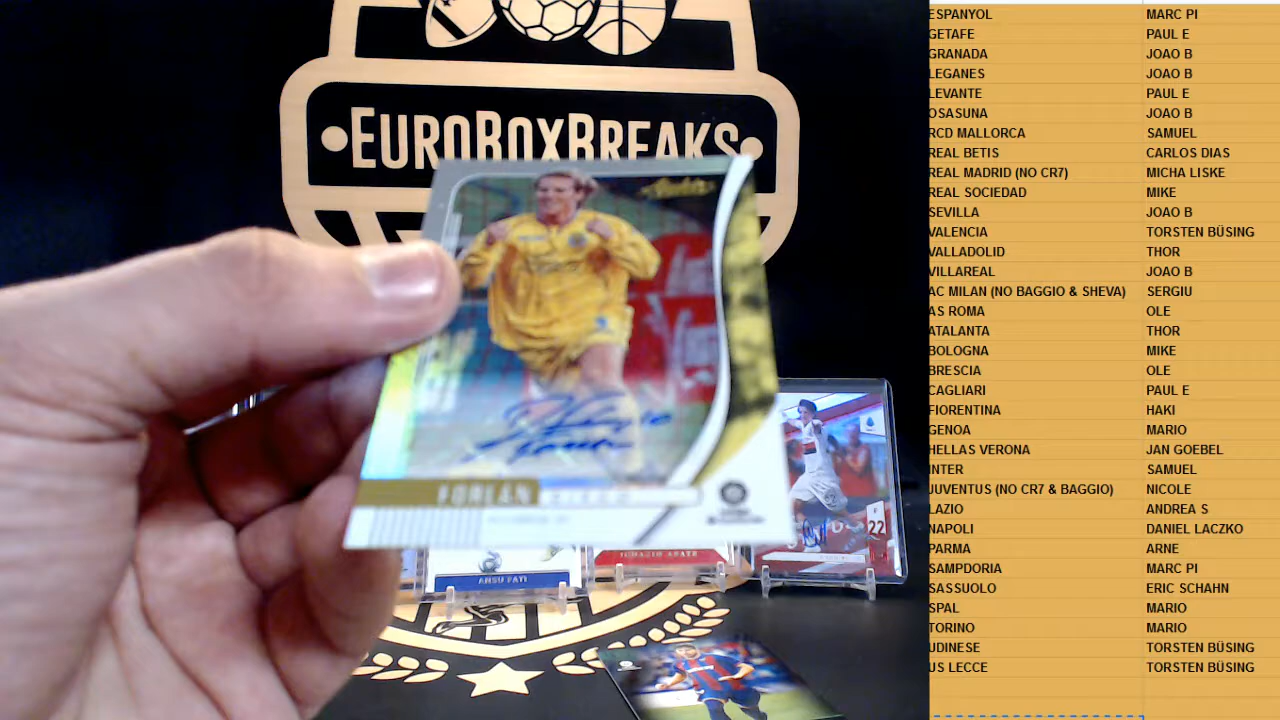 EUROBOXBREAKS
FORLÁN
ANSU FATI
IGNAZIO ABATE
22
ESPANYOL MARC PI
GETAFE PAUL E
GRANADA JOAO B
LEGANES JOAO B
LEVANTE PAUL E
OSASUNA JOAO B
RCD MALLORCA SAMUEL
REAL BETIS CARLOS DIAS
REAL MADRID (NO CR7) MICHA LISKE
REAL SOCIEDAD MIKE
SEVILLA JOAO B
VALENCIA TORSTEN BÜSING
VALLADOLID THOR
VILLAREAL JOAO B
AC MILAN (NO BAGGIO & SHEVA) SERGIU
AS ROMA OLE
ATALANTA THOR
BOLOGNA MIKE
BRESCIA OLE
CAGLIARI PAUL E
FIORENTINA HAKI
GENOA MARIO
HELLAS VERONA JAN GOEBEL
INTER SAMUEL
JUVENTUS (NO CR7 & BAGGIO) NICOLE
LAZIO ANDREA S
NAPOLI DANIEL LACZKO
PARMA ARNE
SAMPDORIA MARC PI
SASSUOLO ERIC SCHAHN
SPAL MARIO
TORINO MARIO
UDINESE TORSTEN BÜSING
US LECCE TORSTEN BÜSING